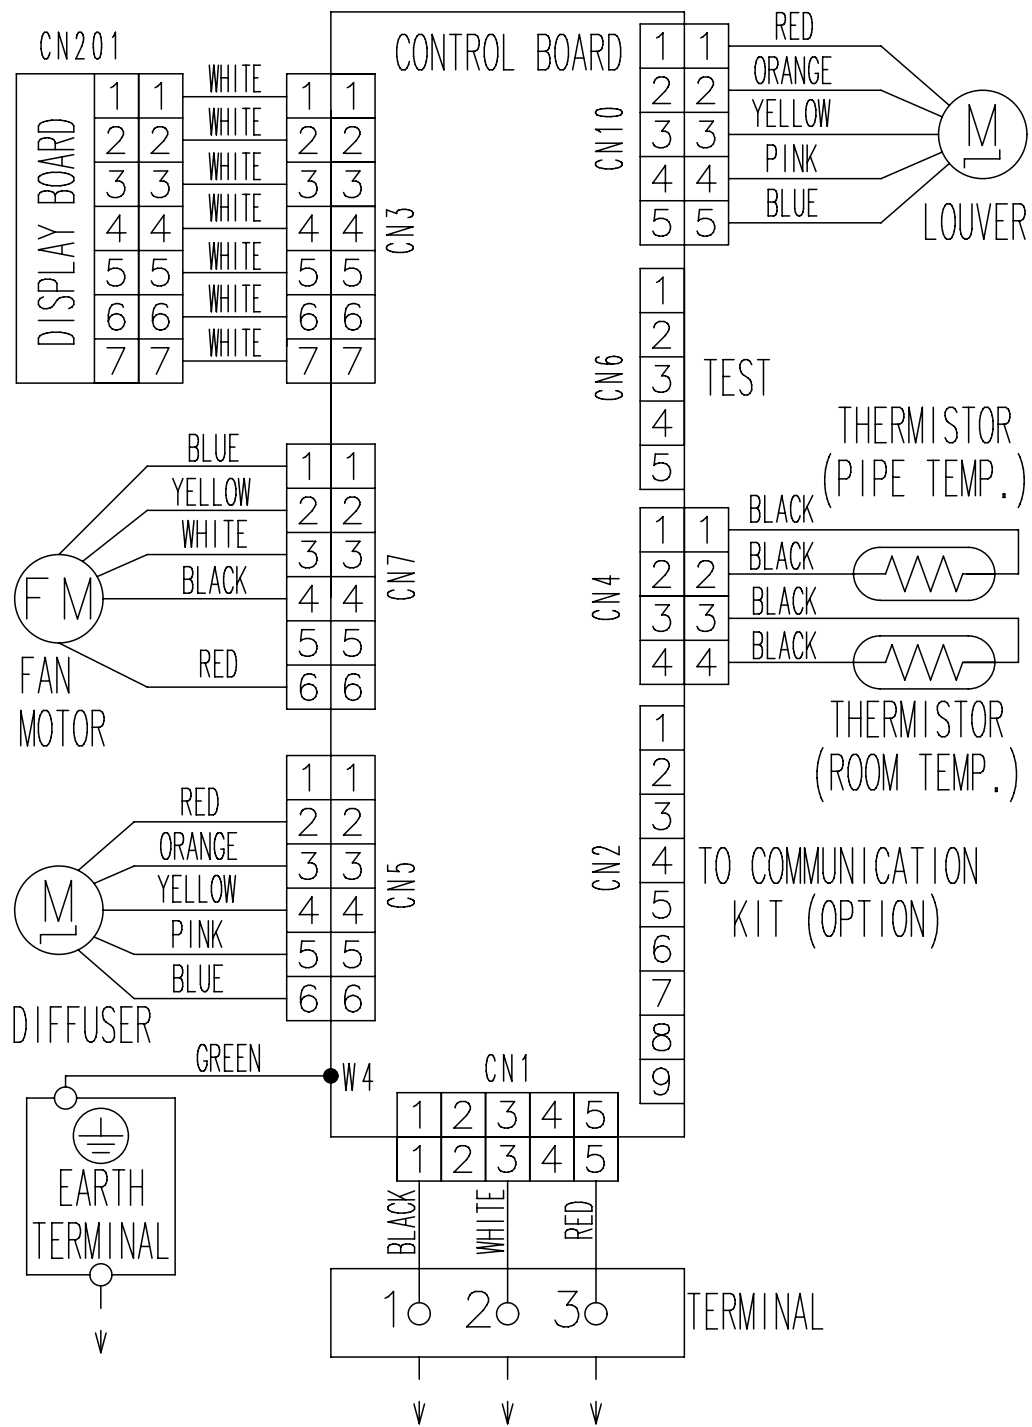 CN201
DISPLAY BOARD
1 1
2 2
3 3
4 4
5 5
6 6
7 7
WHITE
WHITE
WHITE
WHITE
WHITE
WHITE
WHITE
1 1
2 2
3 3
4 4
5 5
6 6
7 7
CN3
CONTROL BOARD
CN10
1 1
2 2
3 3
4 4
5 5
RED
ORANGE
YELLOW
PINK
BLUE
M
LOUVER
CN6
1
2
3
4
5
TEST
THERMISTOR
(PIPE TEMP.)
CN4
1 1
2 2
3 3
4 4
BLACK
BLACK
BLACK
BLACK
THERMISTOR
(ROOM TEMP.)
BLUE
YELLOW
WHITE
BLACK
RED
FM
FAN
MOTOR
1 1
2 2
3 3
4 4
5 5
6 6
CN7
RED
ORANGE
YELLOW
PINK
BLUE
M
DIFFUSER
1 1
2 2
3 3
4 4
5 5
6 6
CN5
CN2
1
2
3
4
5
6
7
8
9
TO COMMUNICATION
KIT (OPTION)
GREEN
W4
EARTH
TERMINAL
CN1
1 2 3 4 5
1 2 3 4 5
BLACK
WHITE
RED
1 2 3
TERMINAL